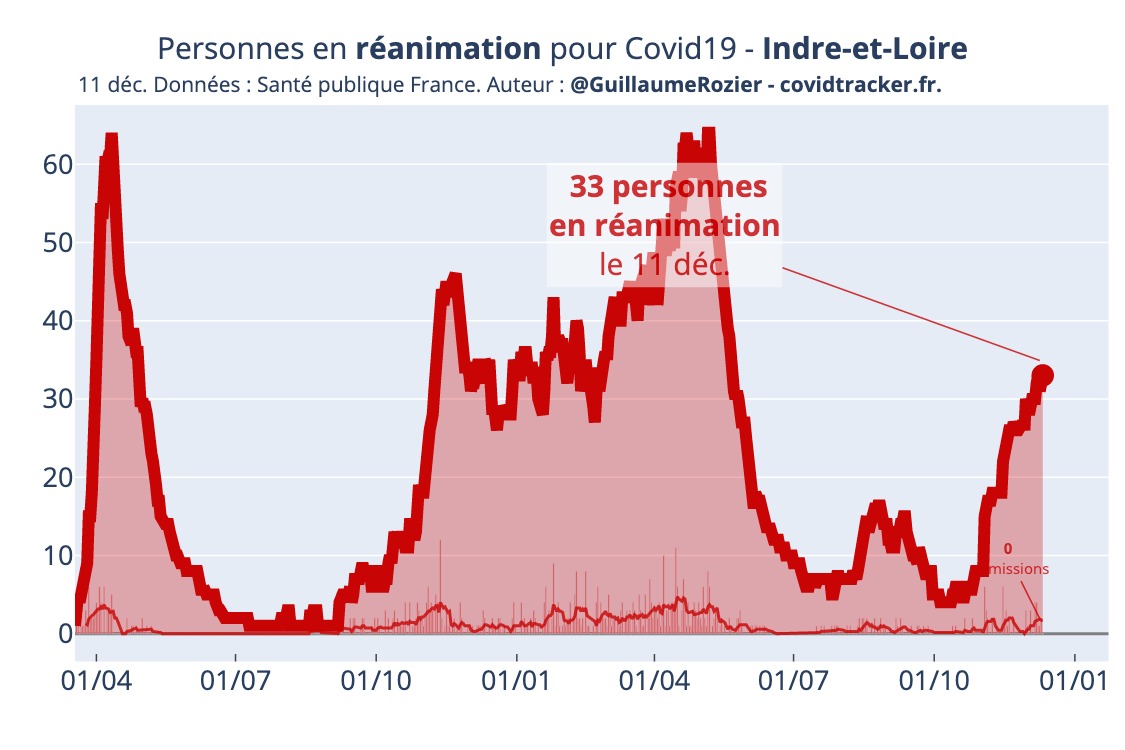 Personnes en réanimation pour Covid19 - Indre-et-Loire
11 déc. Données : Santé publique France. Auteur : @GuillaumeRozier - covidtracker.fr.
60
50
40
30
20
10
0
33 personnes
en réanimation
le 11 déc.
0
missions
01/04
01/07
01/10
01/01
01/04
01/07
01/10
01/01